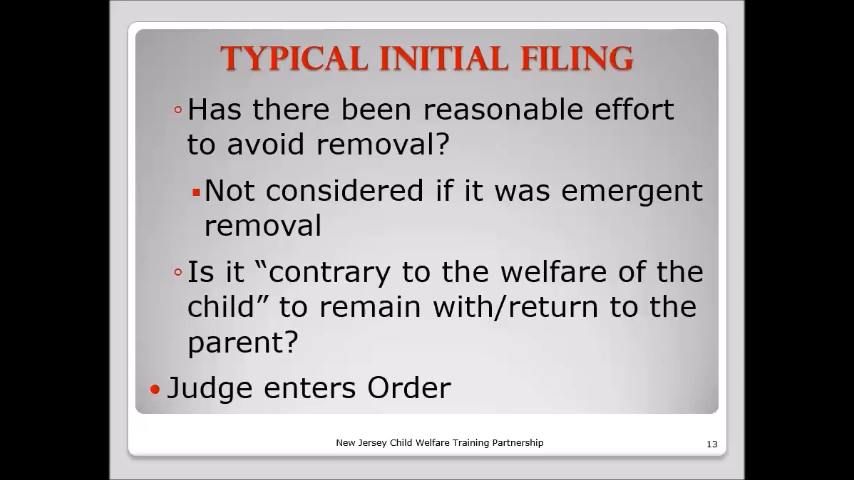 TYPICAL INITIAL FILING
Has there been reasonable effort
to avoid removal?
Not considered if it was emergent
removal
Is it “contrary to the welfare of the
child” to remain with/return to the
parent?
Judge enters Order
New Jersey Child Welfare Training Partnership
13